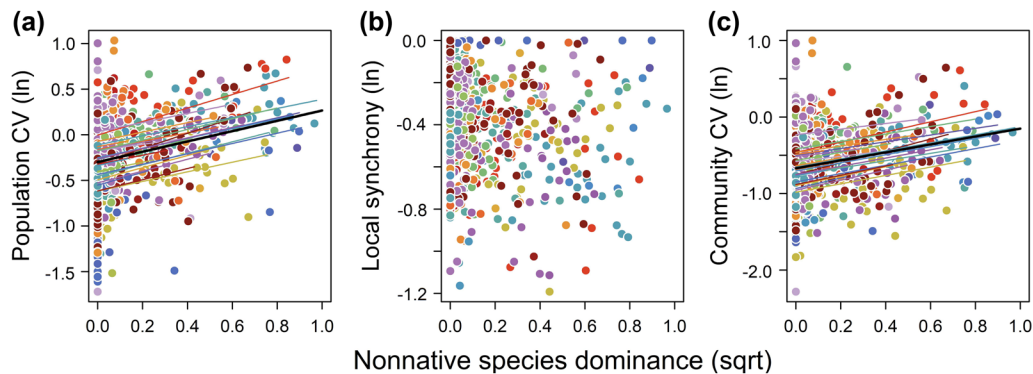 (a)
Population CV (ln)
1.0
0.5
0.0
-0.5
-1.0
-1.5
0.0 0.2 0.4 0.6 0.8 1.0
(b)
Local synchrony (ln)
0.0
-0.4
-0.8
-1.2
0.0 0.2 0.4 0.6 0.8 1.0
(c)
Community CV (ln)
1.0
0.0
-1.0
-2.0
0.0 0.2 0.4 0.6 0.8 1.0
Nonnative species dominance (sqrt)